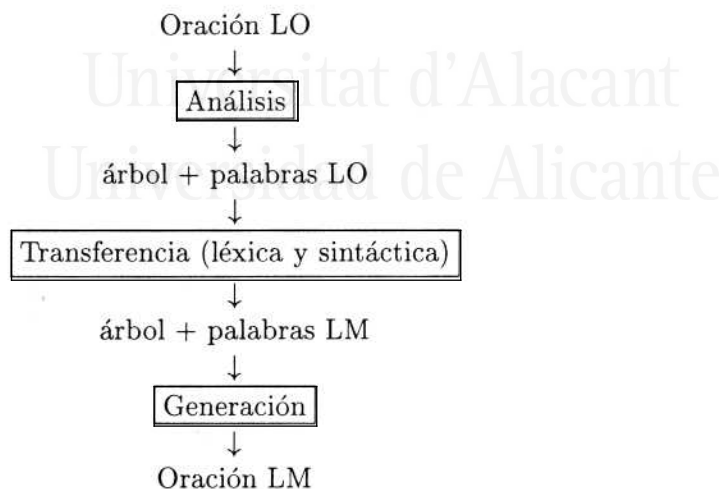 Oración LO
↓
Universitat d'Alacant
Análisis
↓
Universidad de Alicante
árbol + palabras LO
↓
Transferencia (léxica y sintáctica)
↓
árbol + palabras LM
↓
Generación
↓
Oración LM